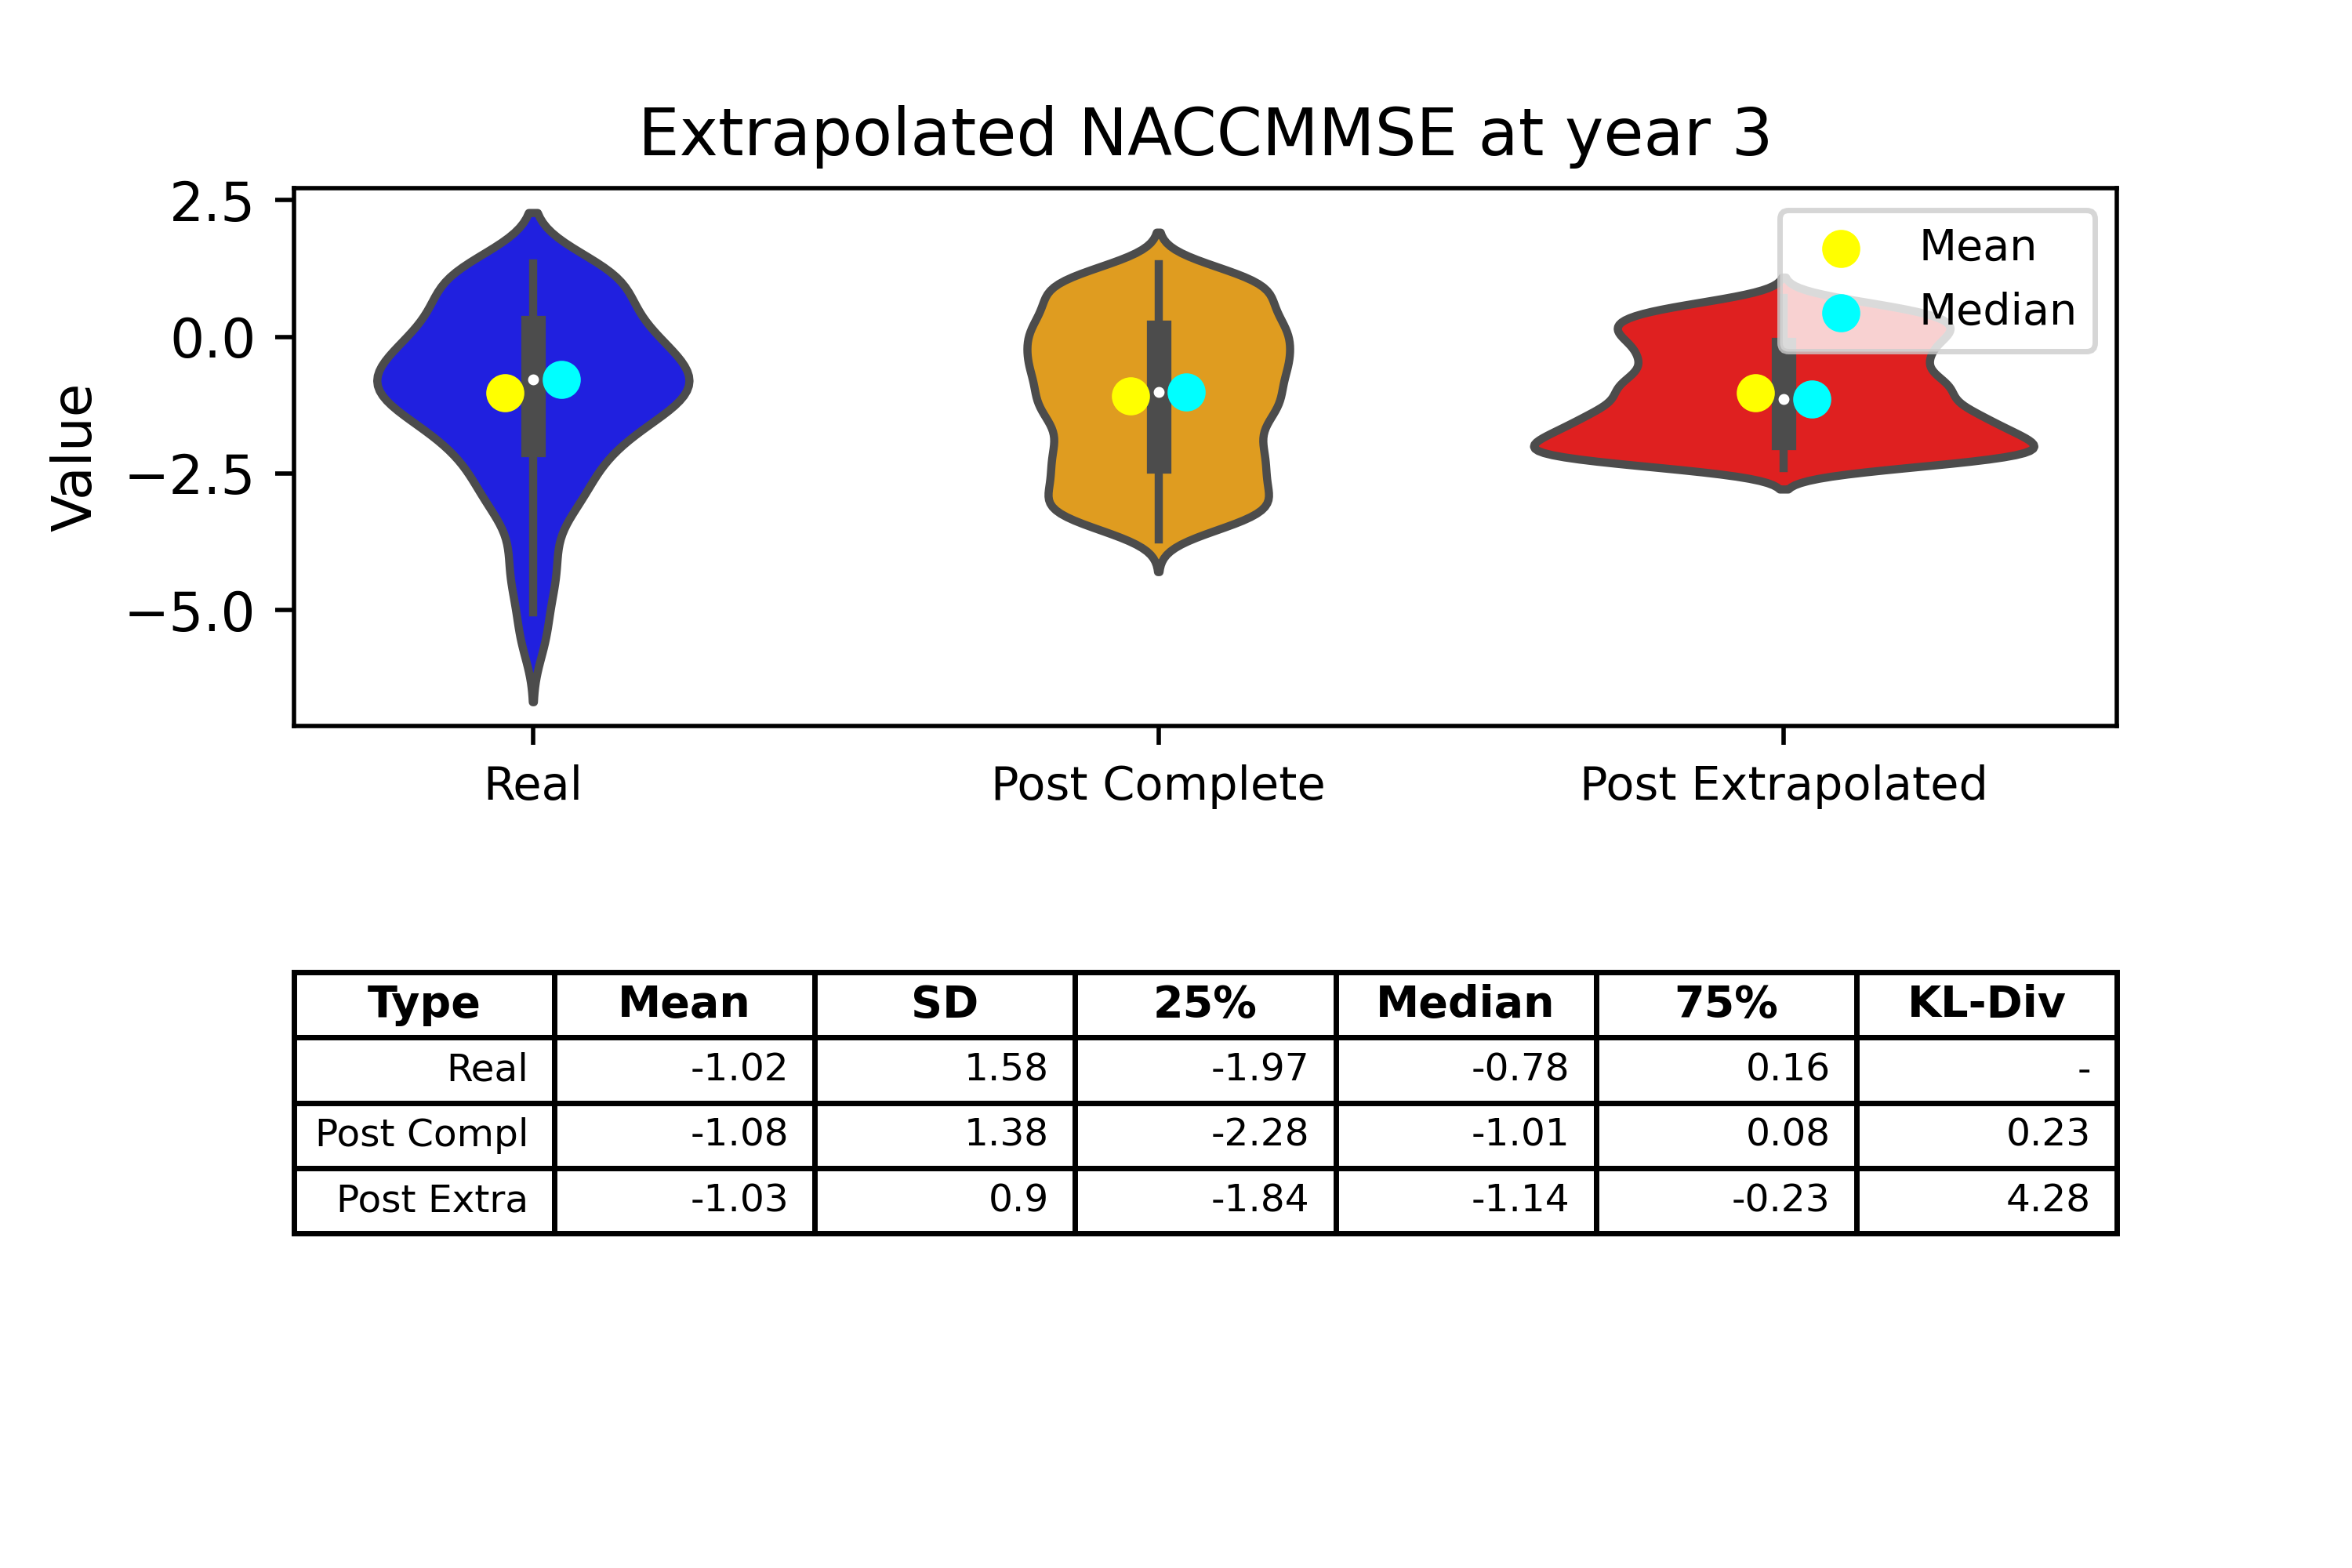 Extrapolated NACCMMSE at year 3
2.5
0.0
−2.5
−5.0
Value
Mean
Median
Real Post Complete Post Extrapolated
Type Mean SD 25% Median 75% KL-Div
Real -1.02 1.58 -1.97 -0.78 0.16 -
Post Compl -1.08 1.38 -2.28 -1.01 0.08 0.23
Post Extra -1.03 0.9 -1.84 -1.14 -0.23 4.28